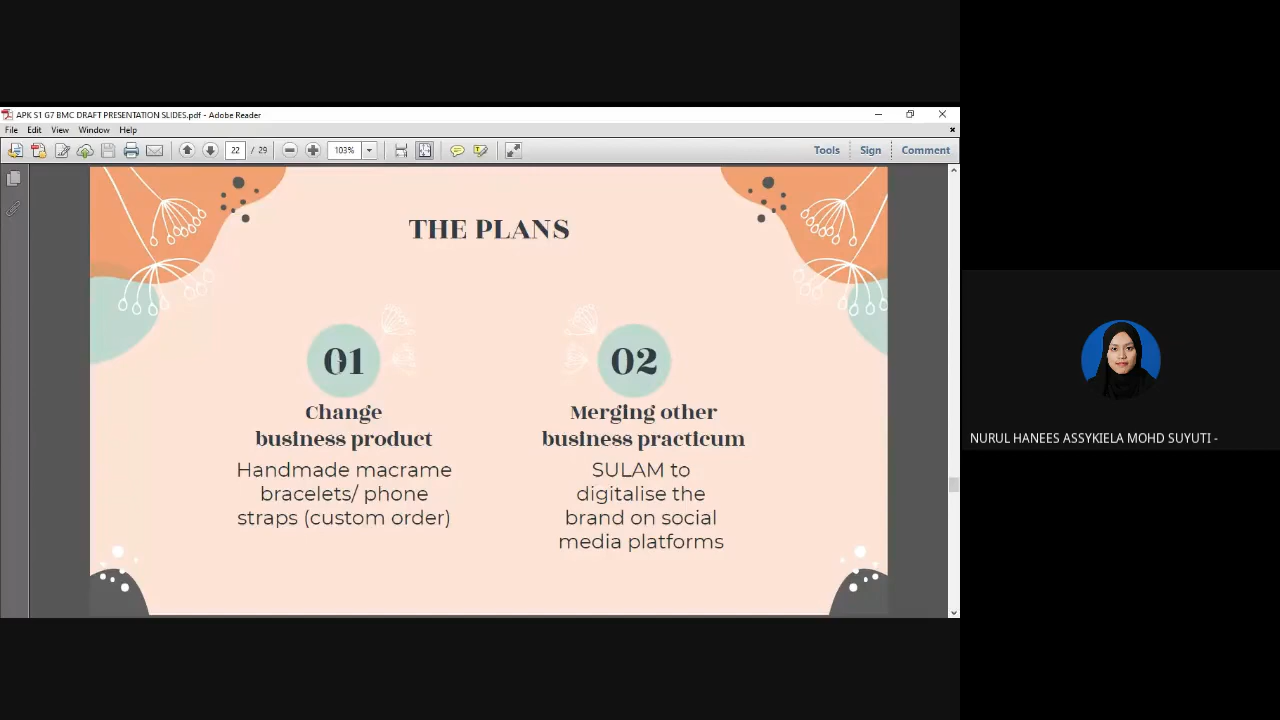 APK S1 G7 BMC DRAFT PRESENTATION SLIDES.pdf - Adobe Reader
File Edit View Window Help
22 / 29 103% Tools Sign Comment
THE PLANS
01 02
Change
business product
Handmade macrame
bracelets/ phone
straps (custom order)
Merging other
business practicum
SULAM to
digitalise the
brand on social
media platforms
NURUL HANEES ASSYKIELA MOHD SUYUTI -